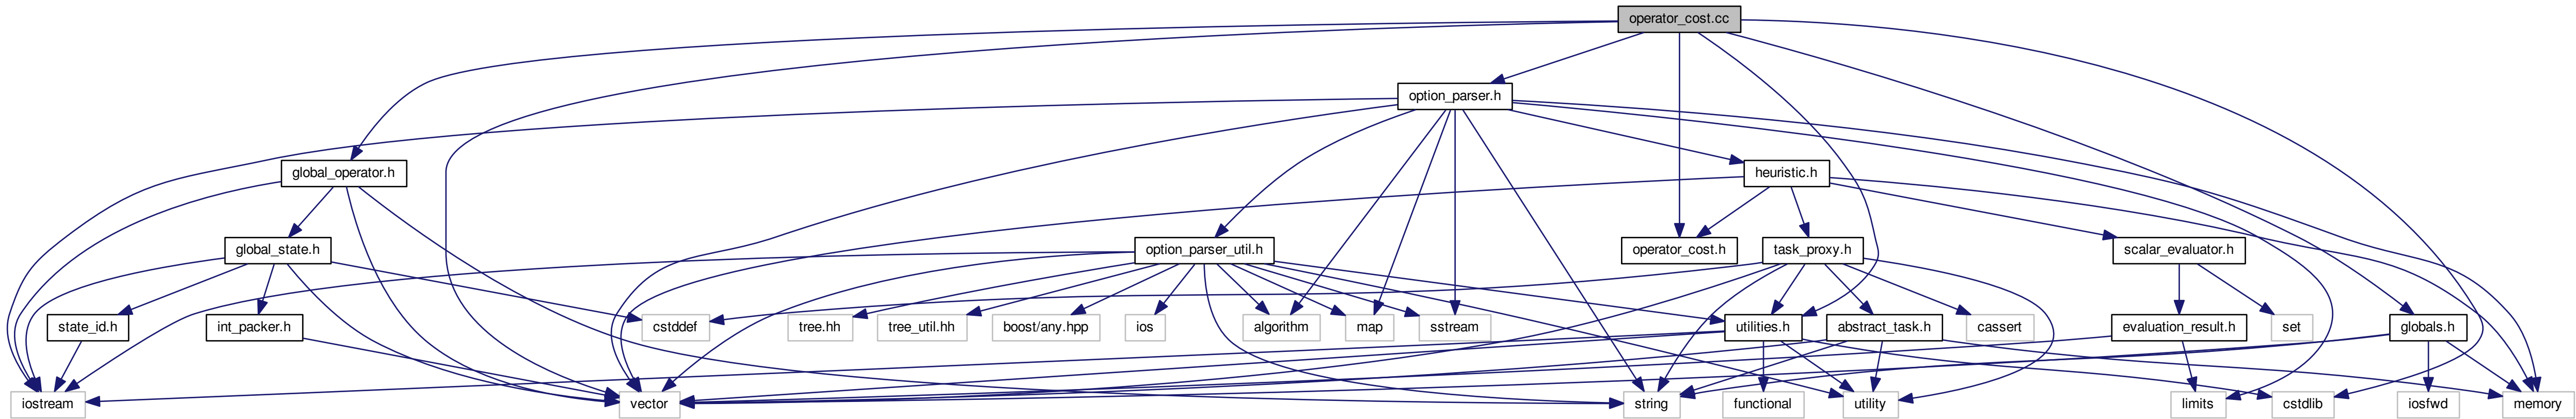 operator_cost.cc
option_parser.h
global_operator.h
heuristic.h
global_state.h
option_parser_util.h
operator_cost.h
task_proxy.h
scalar_evaluator.h
state_id.h
int_packer.h
cstddef
tree.hh
tree_util.hh
boost/any.hpp
ios
algorithm
map
sstream
utilities.h
abstract_task.h
cassert
evaluation_result.h
set
globals.h
iostream
vector
string
functional
utility
limits
cstdlib
iosfwd
memory